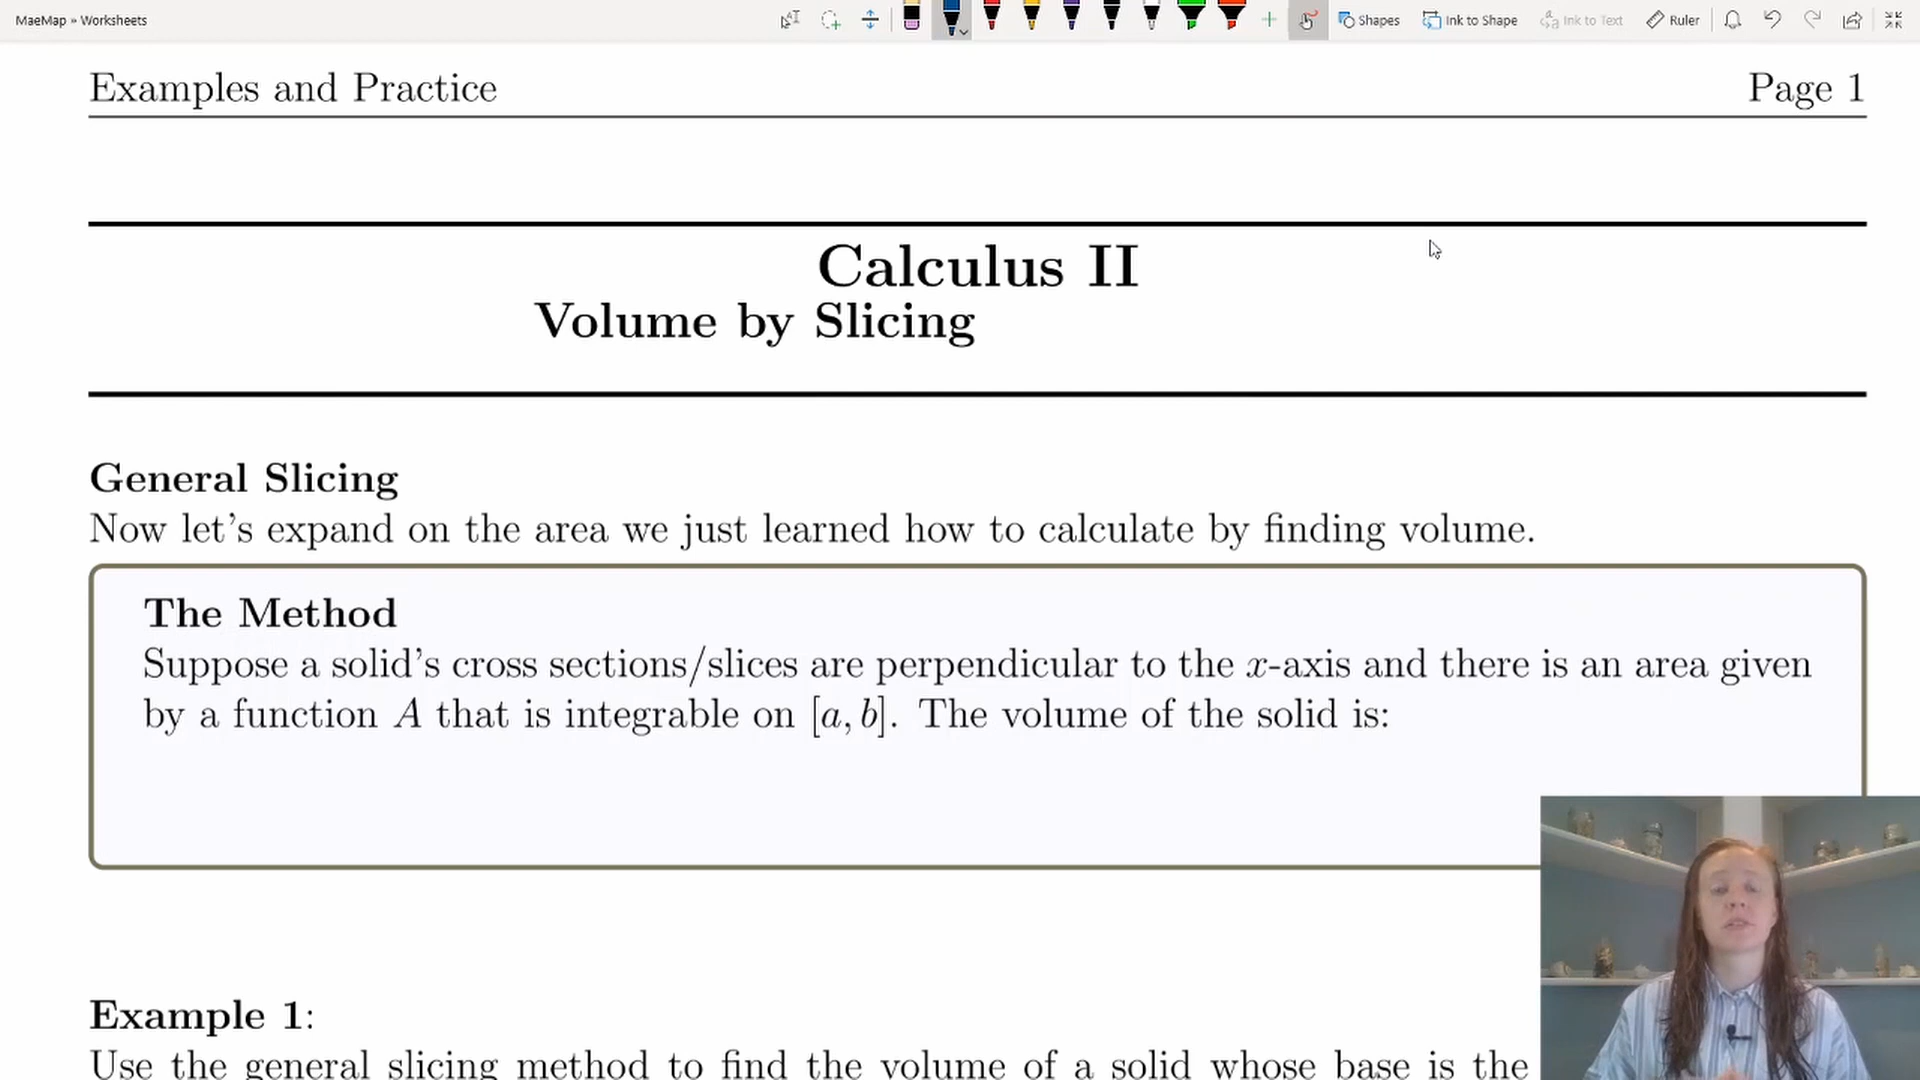 MaeMap » Worksheets
Shapes
Ink to Shape
Ink to Text
Ruler
Examples and Practice
Page 1
Calculus II
Volume by Slicing
General Slicing
Now let's expand on the area we just learned how to calculate by finding volume.
The Method
Suppose a solid's cross sections/slices are perpendicular to the x-axis and there is an area given
by a function A that is integrable on [a, b]. The volume of the solid is:
Example 1:
Use the general slicing method to find the volume of a solid whose base is the